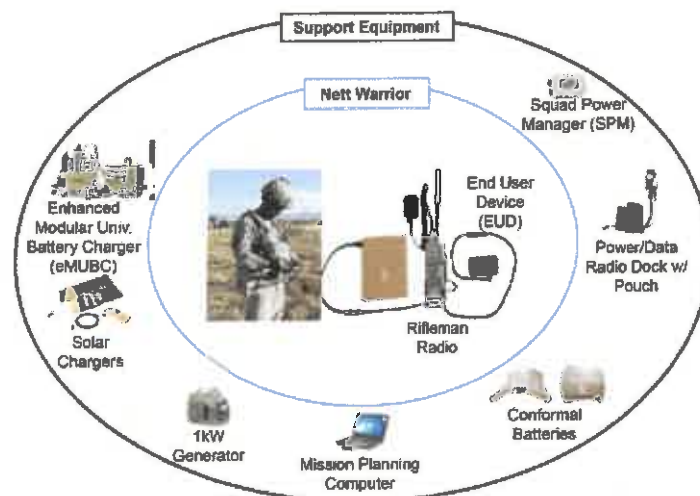 Support Equipment
Nett Warrior
Squad Power
Manager (SPM)
Enhanced
Modular Univ.
Battery Charger
(eMUBC)
End User
Device
(EUD)
Power/Data
Radio Dock w/
Pouch
Solar
Chargers
Rifleman
Radio
Conformal
Batteries
1kW
Generator
Mission Planning
Computer